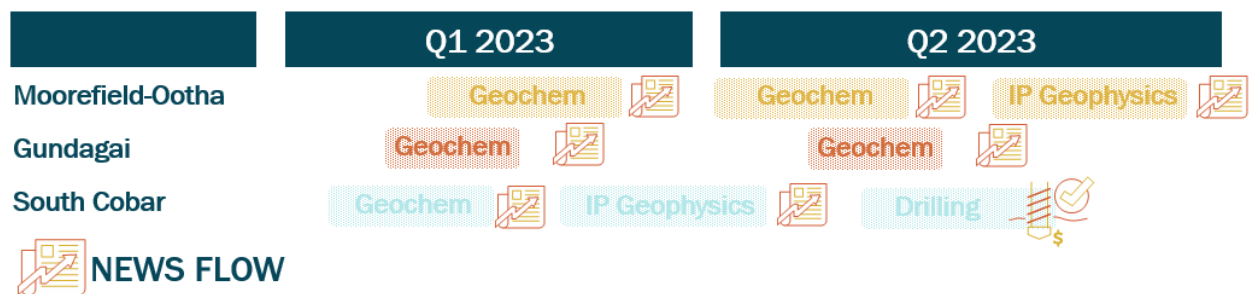 Q1 2023 Q2 2023
Moorefield-Ootha Geochem Geochem IP Geophysics
Gundagai Geochem Geochem
South Cobar Geochem IP Geophysics Drilling
$
NEWS FLOW